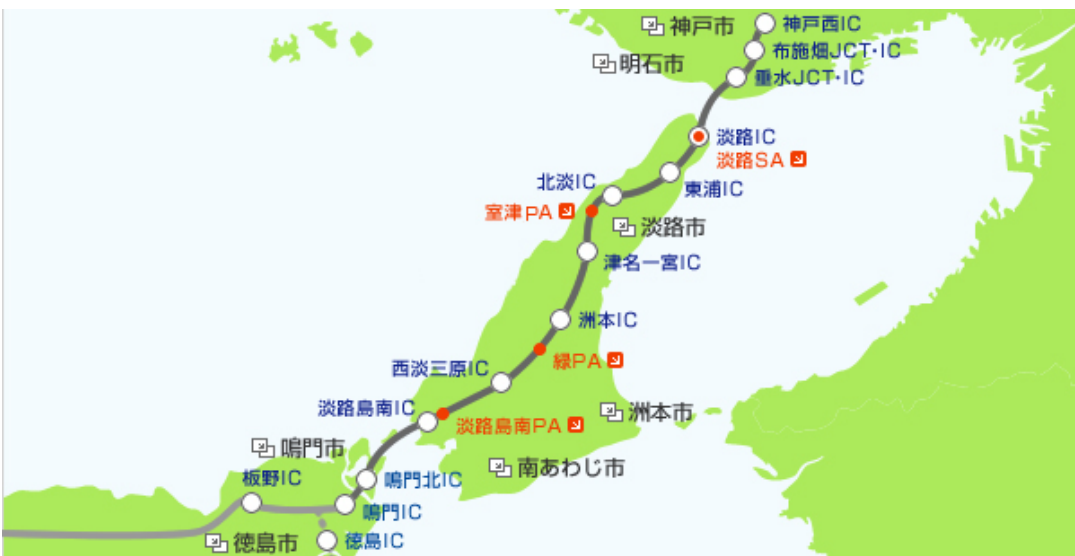 神戸市
神戸西IC
布施畑JCT・IC
明石市
垂水JCT・IC
淡路IC
淡路SA
北淡IC
東浦IC
室津PA
淡路市
津名一宮IC
洲本IC
緑PA
西淡三原IC
淡路島南IC
洲本市
淡路島南PA
鳴門市
南あわじ市
板野IC
鳴門北IC
鳴門IC
徳島市
徳島IC